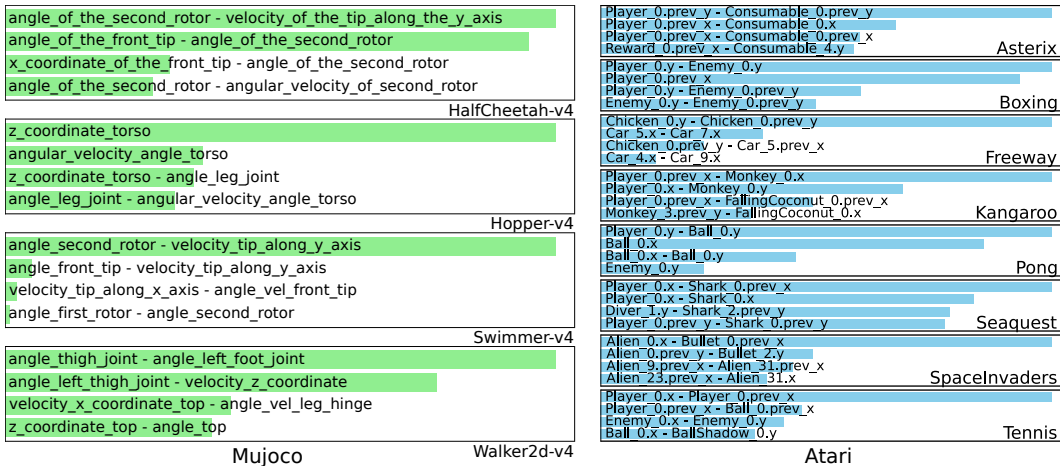 angle_of_the_second_rotor - velocity_of_the_tip_along_the_y_axis
angle_of_the_front_tip - angle_of_the_second_rotor
x_coordinate_of_the_front_tip - angle_of_the_second_rotor
angle_of_the_second_rotor - angular_velocity_of_second_rotor
HalfCheetah-v4
z_coordinate_torso
angular_velocity_angle_torso
z_coordinate_torso - angle_leg_joint
angle_leg_joint - angular_velocity_angle_torso
Hopper-v4
angle_second_rotor - velocity_tip_along_y_axis
angle_front_tip - velocity_tip_along_y_axis
velocity_tip_along_x_axis - angle_vel_front_tip
angle_first_rotor - angle_second_rotor
Swimmer-v4
angle_thigh_joint - angle_left_foot_joint
angle_left_thigh_joint - velocity_z_coordinate
velocity_x_coordinate_top - angle_vel_leg_hinge
z_coordinate_top - angle_top
Walker2d-v4
Mujoco
Player_0.prev_y - Consumable_0.prev_y
Player_0.prev_x - Consumable_0.x
Player_0.prev_x - Consumable_0.prev_x
Reward_0.prev_x - Consumable_4.y
Asterix
Player_0.y - Enemy_0.y
Player_0.prev_x
Player_0.y - Enemy_0.prev_y
Enemy_0.y - Enemy_0.prev_y
Boxing
Chicken_0.y - Chicken_0.prev_y
Car_5.x - Car_7.x
Chicken_0.prev_y - Car_5.prev_x
Car_4.x - Car_9.x
Freeway
Player_0.prev_x - Monkey_0.x
Player_0.x - Monkey_0.y
Player_0.prev_x - FallingCoconut_0.prev_x
Monkey_3.prev_y - FallingCoconut_0.x
Kangaroo
Player_0.y - Ball_0.y
Ball_0.x
Ball_0.x - Ball_0.y
Enemy_0.y
Pong
Player_0.x - Shark_0.prev_x
Player_0.x - Shark_0.x
Diver_1.y - Shark_2.prev_y
Player_0.prev_y - Shark_0.prev_y
Seaquest
Alien_0.x - Bullet_0.prev_x
Alien_0.prev_y - Bullet_2.y
Alien_9.prev_x - Alien_31.prev_x
Alien_23.prev_x - Alien_31.x
SpaceInvaders
Player_0.x - Player_0.prev_x
Player_0.prev_x - Ball_0.prev_x
Enemy_0.x - Enemy_0.y
Ball_0.x - BallShadow_0.y
Tennis
Atari